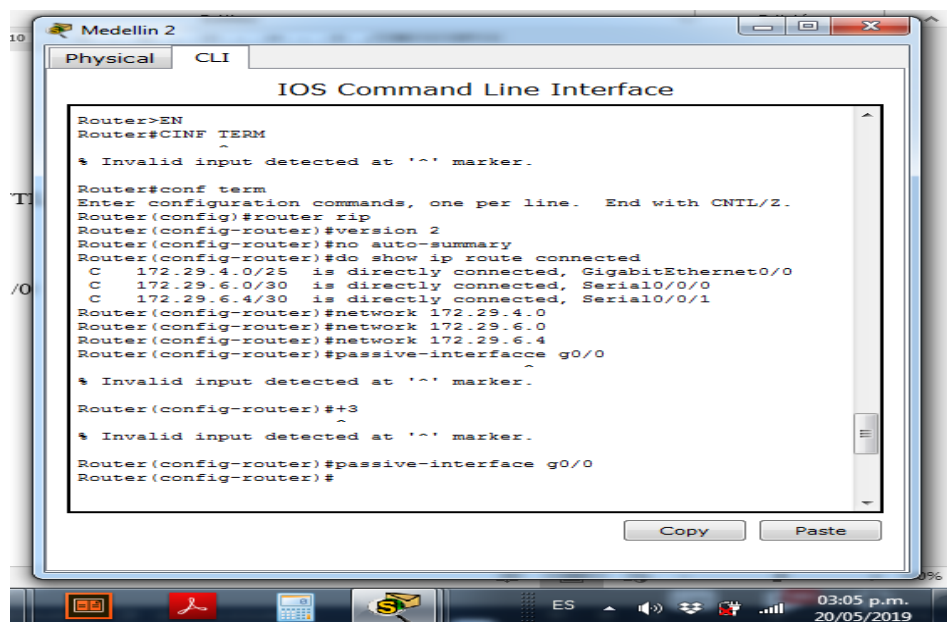 10
Medellin 2
Physical CLI
IOS Command Line Interface
Router>EN
Router#CINF TERM
^
% Invalid input detected at '^' marker.
Router#conf term
Enter configuration commands, one per line. End with CNTL/Z.
Router(config)#router rip
Router(config-router)#version 2
Router(config-router)#no auto-summary
Router(config-router)#do show ip route connected
C 172.29.4.0/25 is directly connected, GigabitEthernet0/0
C 172.29.6.0/30 is directly connected, Serial0/0/0
C 172.29.6.4/30 is directly connected, Serial0/0/1
Router(config-router)#network 172.29.4.0
Router(config-router)#network 172.29.6.0
Router(config-router)#network 172.29.6.4
Router(config-router)#passive-interfacce g0/0
^
% Invalid input detected at '^' marker.
Router(config-router)#+3
^
% Invalid input detected at '^' marker.
Router(config-router)#passive-interface g0/0
Router(config-router)#
Copy Paste
/0
0%
ES 03:05 p.m.
20/05/2019